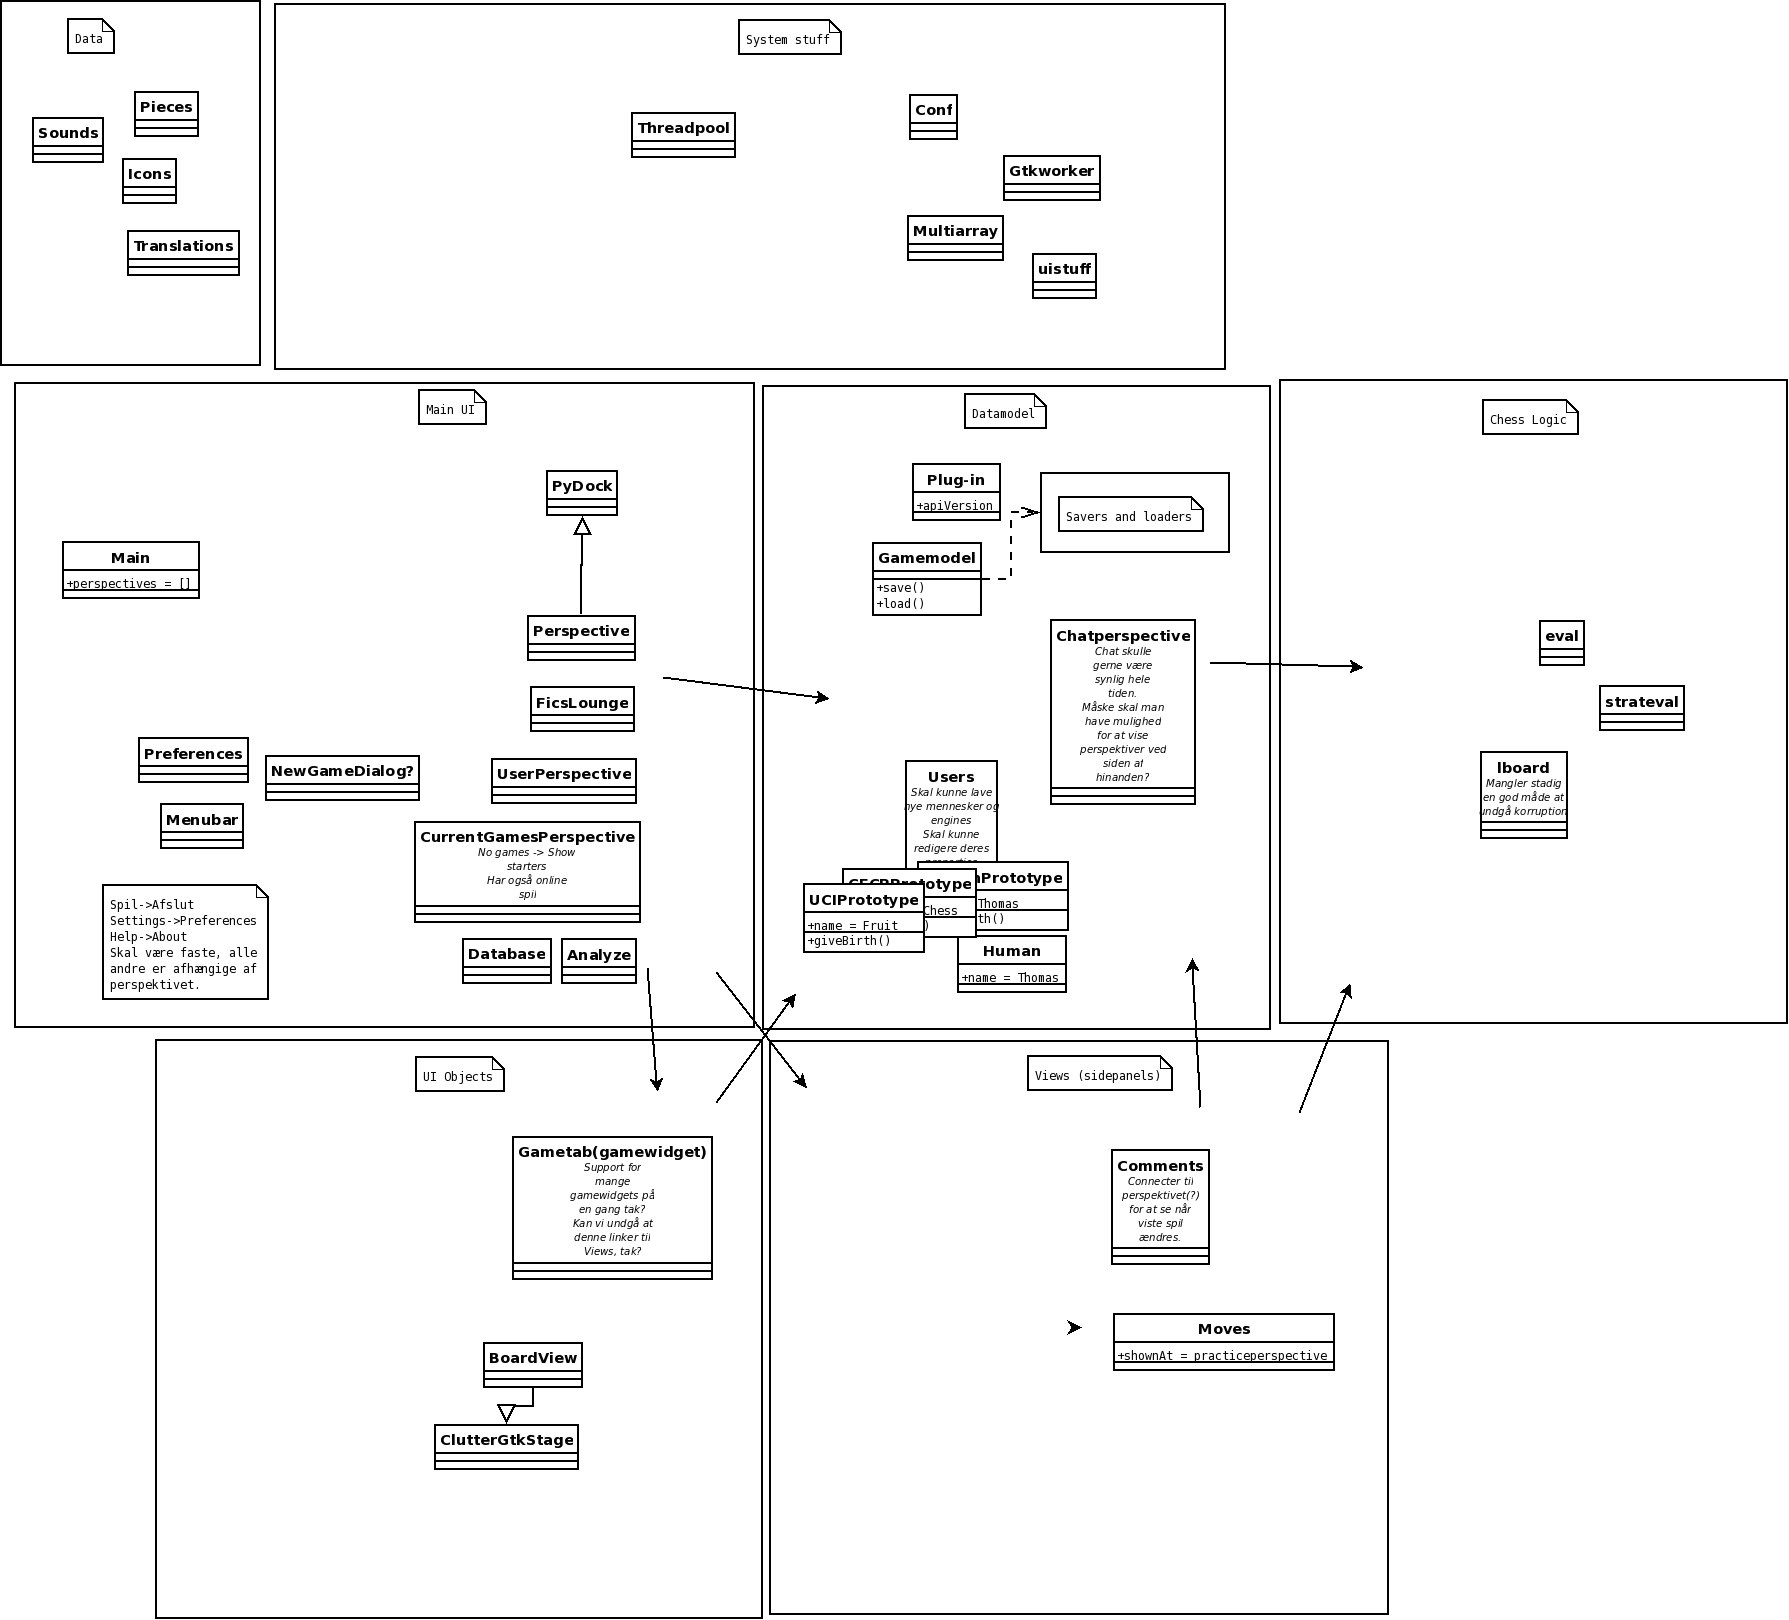 Data
Pieces
Sounds
Icons
Translations
System stuff
Threadpool
Conf
Gtkworker
Multiarray
uistuff
Main UI
PyDock
Main
+perspectives = []
Perspective
FicsLounge
Preferences
NewGameDialog?
UserPerspective
Menubar
CurrentGamesPerspective
No games -> Show
starters
Har også online
spil
Spil->Afslut
Settings->Preferences
Help->About
Skal være faste, alle
andre er afhængige af
perspektivet.
Database
Analyze
Datamodel
Plug-in
+apiVersion
Savers and loaders
Gamemodel
+save()
+load()
Chatperspective
Chat skulle
gerne være
synlig hele
tiden.
Måske skal man
have mulighed
for at vise
perspektiver ved
siden af
hinanden?
Users
Skal kunne lave
nye mennesker og
engines
Skal kunne
redigere deres
nPrototype
Thomas
th()
Chess
)
UCIPrototype
+name = Fruit
+giveBirth()
Human
+name = Thomas
Chess Logic
eval
strateval
lboard
Mangler stadig
en god måde at
undgå korruption
UI Objects
Gametab(gamewidget)
Support for
mange
gamewidgets på
en gang tak?
Kan vi undgå at
denne linker til
Views, tak?
BoardView
ClutterGtkStage
Views (sidepanels)
Comments
Connecter til
perspektivet(?)
for at se når
viste spil
ændres.
Moves
+shownAt = practiceperspective